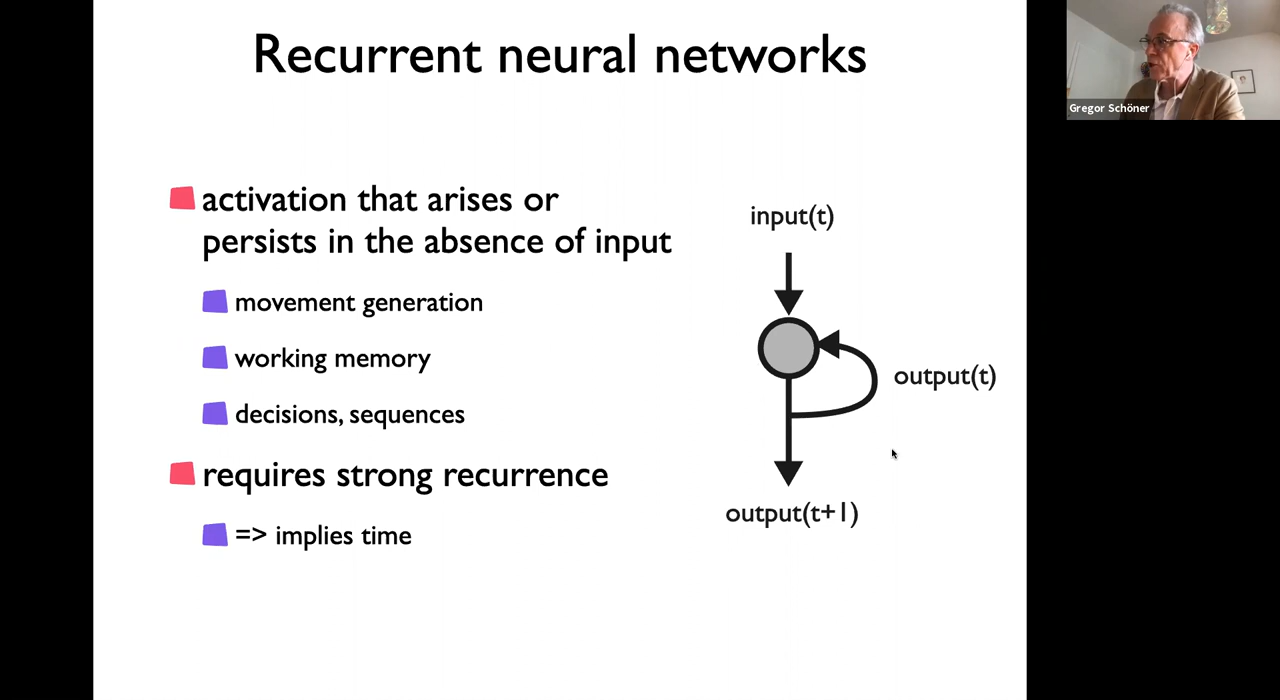 Recurrent neural networks
Gregor Schöner
activation that arises or
persists in the absence of input
movement generation
working memory
decisions, sequences
requires strong recurrence
=> implies time
input(t)
output(t)
output(t+1)